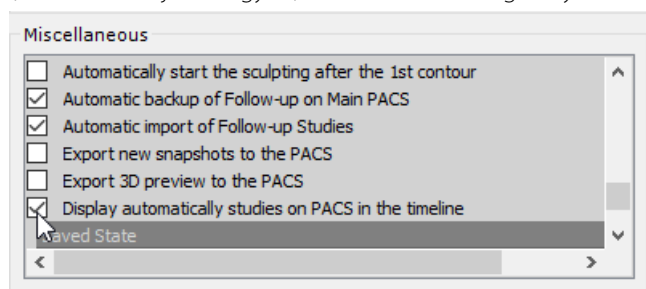 Miscellaneous
Automatically start the sculpting after the 1st contour
Automatic backup of Follow-up on Main PACS
Automatic import of Follow-up Studies
Export new snapshots to the PACS
Export 3D preview to the PACS
Display automatically studies on PACS in the timeline
Saved State